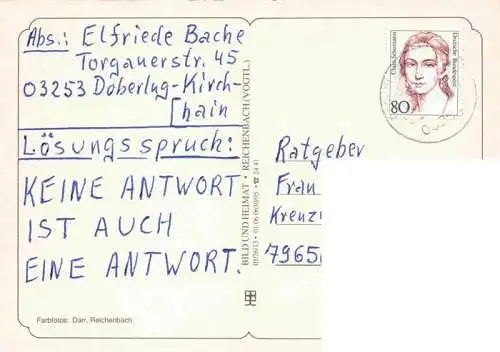 Abs.: Elfriede Bache
Torgauerstr. 45
03253 Doberlug-Kirch-
hain
Lösungsspruch:
KEINE ANTWORT
IST AUCH
EINE ANTWORT.
Farbfotos: Darr, Reichenbach
BILD UND HEIMAT · REICHENBACH (VOGTL.)
Clara Schumann
Deutsche Bundespost
80
Ratgeber
Frau
Kreuz
7965